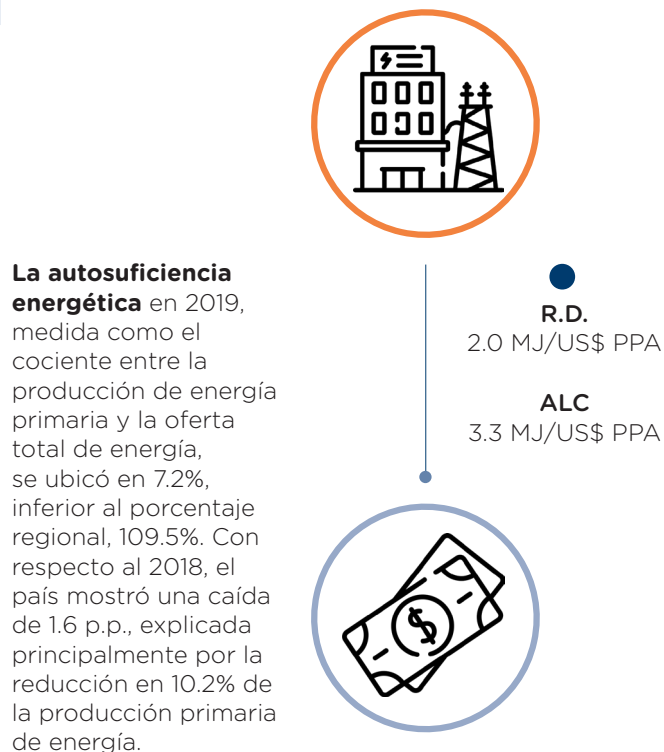 La autosuficiencia
energética en 2019,
medida como el
cociente entre la
producción de energía
primaria y la oferta
total de energía,
se ubicó en 7.2%,
inferior al porcentaje
regional, 109.5%. Con
respecto al 2018, el
país mostró una caída
de 1.6 p.p., explicada
principalmente por la
reducción en 10.2% de
la producción primaria
de energía.
R.D.
2.0 MJ/US$ PPA
ALC
3.3 MJ/US$ PPA
$